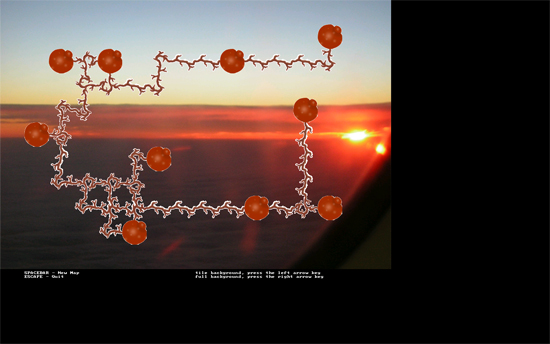 SPACEBAR - New Map
ESCAPE - Quit
tile background, press the left arrow key
full background, press the right arrow key